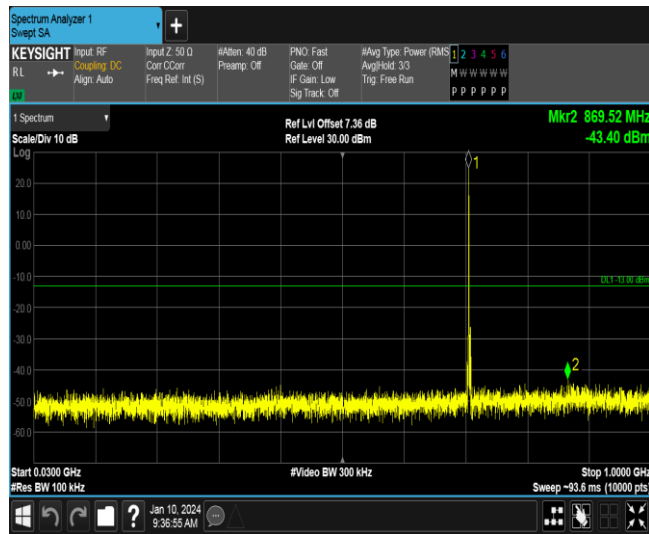 Spectrum Analyzer 1
Swept SA
+
KEYSIGHT
RL
Input: RF
Coupling: DC
Align: Auto
Input Z: 50 Ω
Corr CCorr
Freq Ref: Int (S)
#Atten: 40 dB
Preamp: Off
PNO: Fast
Gate: Off
IF Gain: Low
Sig Track: Off
#Avg Type: Power (RMS
Avg|Hold: 3/3
Trig: Free Run
1 2 3 4 5 6
M W W W W W
P P P P P P
1 Spectrum
Scale/Div 10 dB
Ref Lvl Offset 7.36 dB
Ref Level 30.00 dBm
Mkr2 869.52 MHz
-43.40 dBm
Log
1
20.0
10.0
0.00
-10.0
DL1 -13.00 dBm
-20.0
-30.0
-40.0
2
-50.0
-60.0
Start 0.0300 GHz
#Video BW 300 kHz
Stop 1.0000 GHz
#Res BW 100 kHz
Sweep ~93.6 ms (10000 pts)
?
Jan 10, 2024
9:36:55 AM